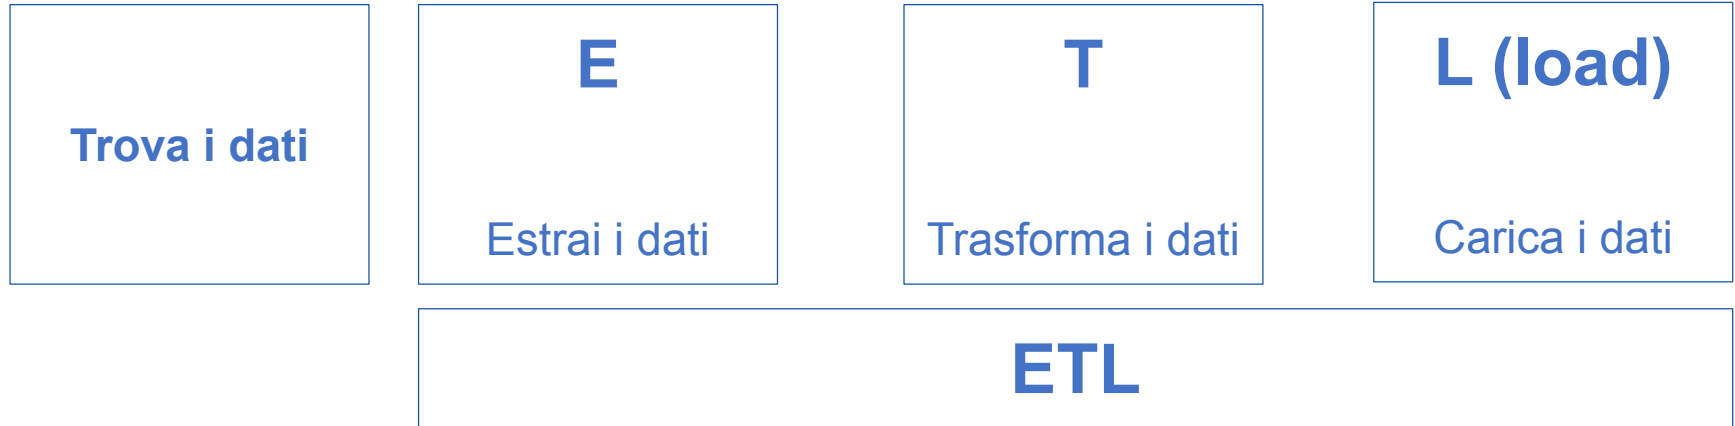 Trova i dati
E
Estrai i dati
T
Trasforma i dati
L (load)
Carica i dati
ETL